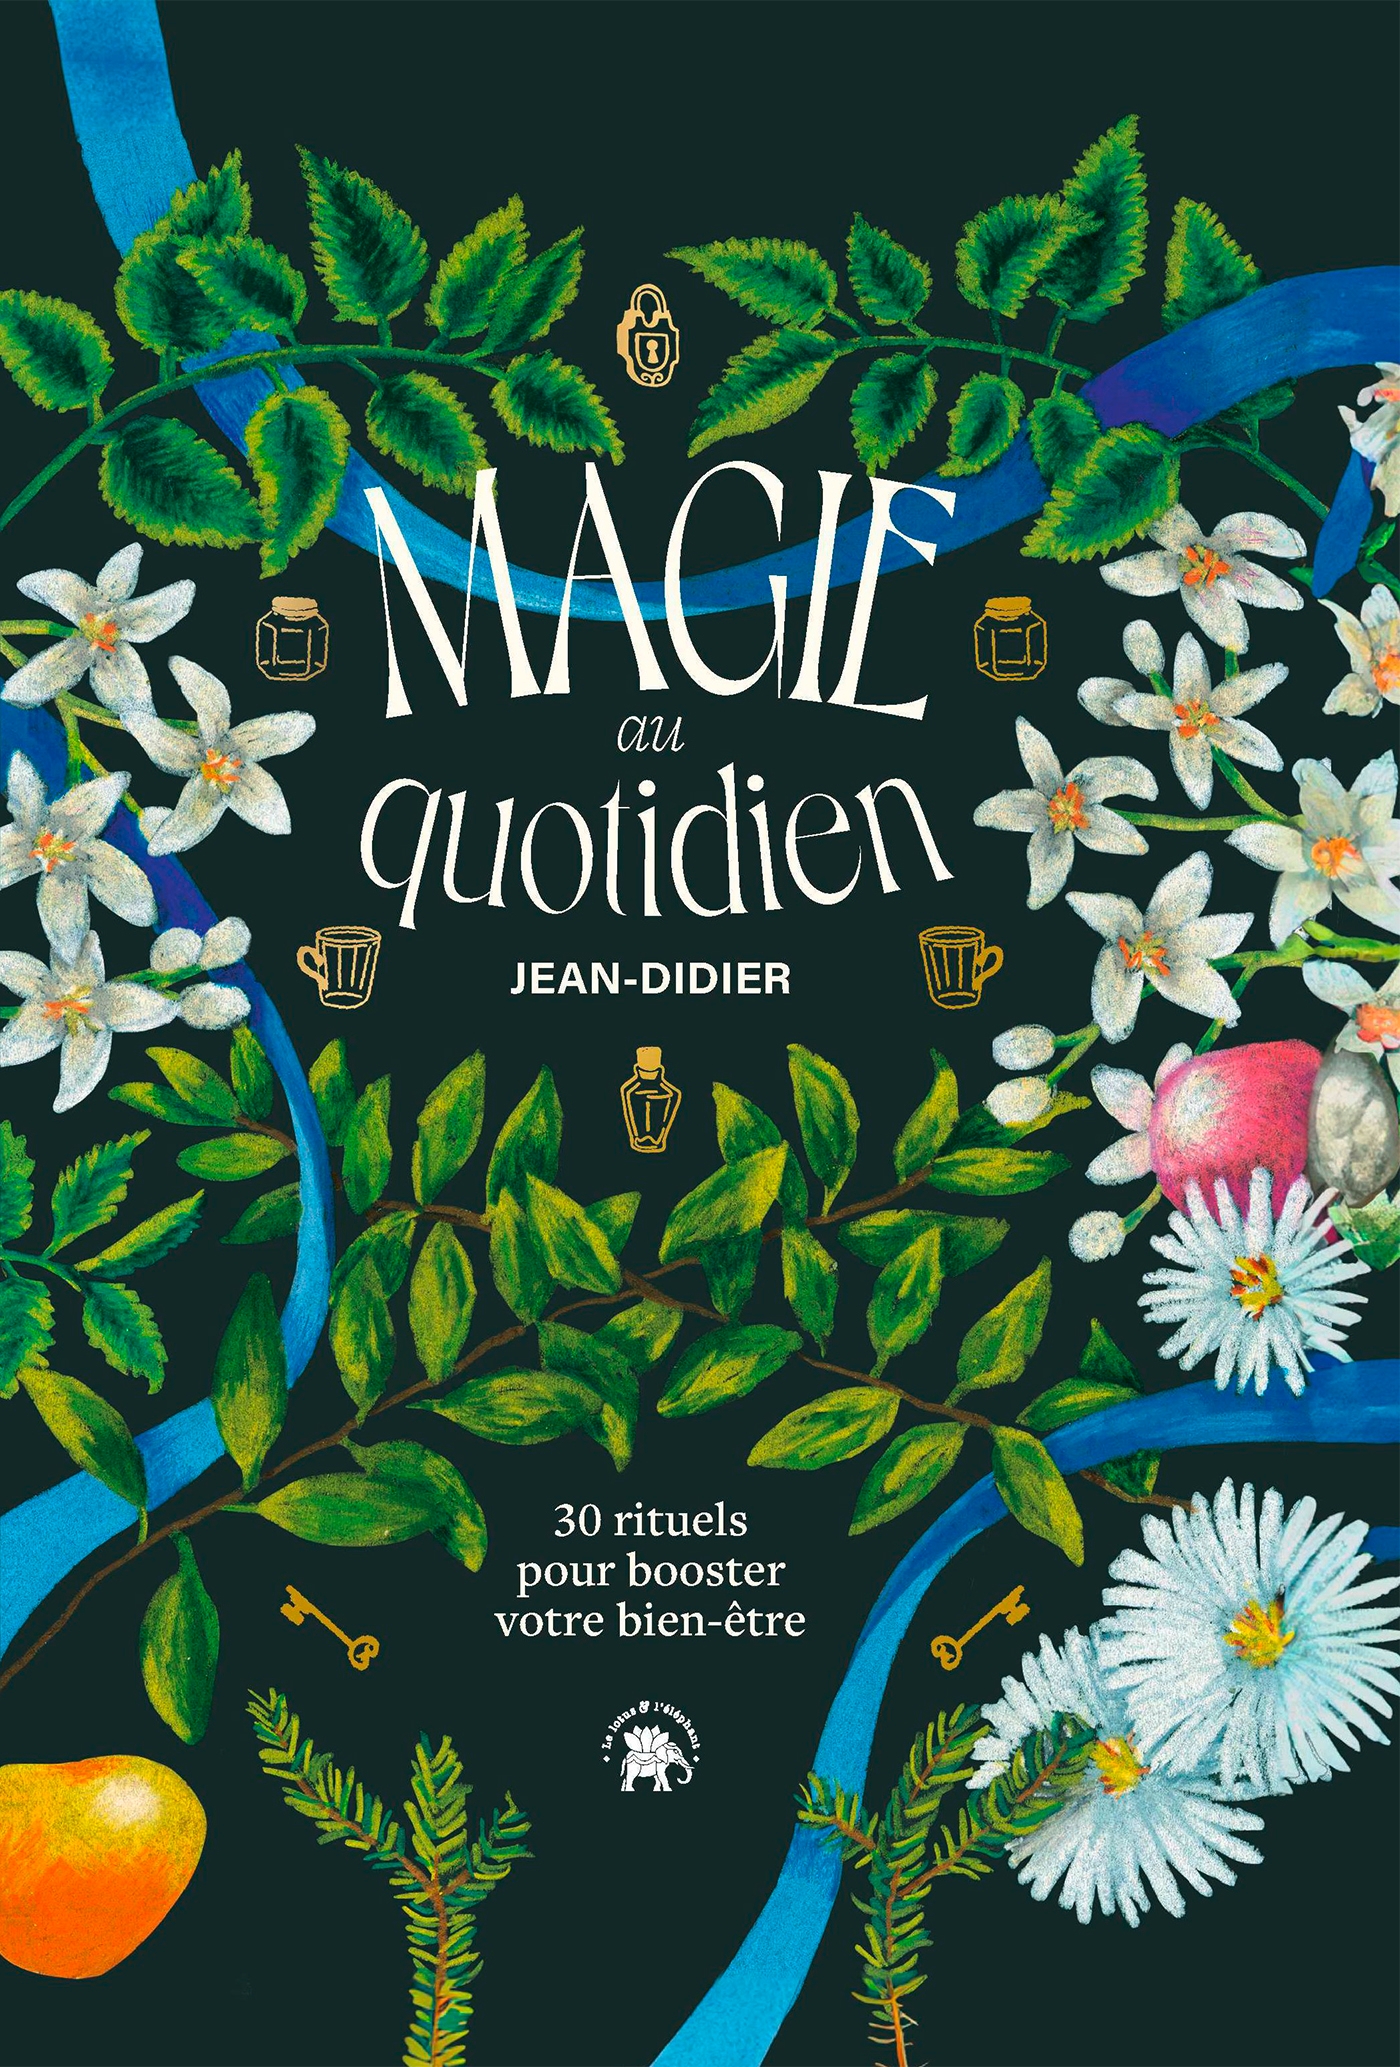 MAGIE
au
quotidien
JEAN-DIDIER
30 rituels
pour booster
votre bien-être
Le lotus & l'éléphant